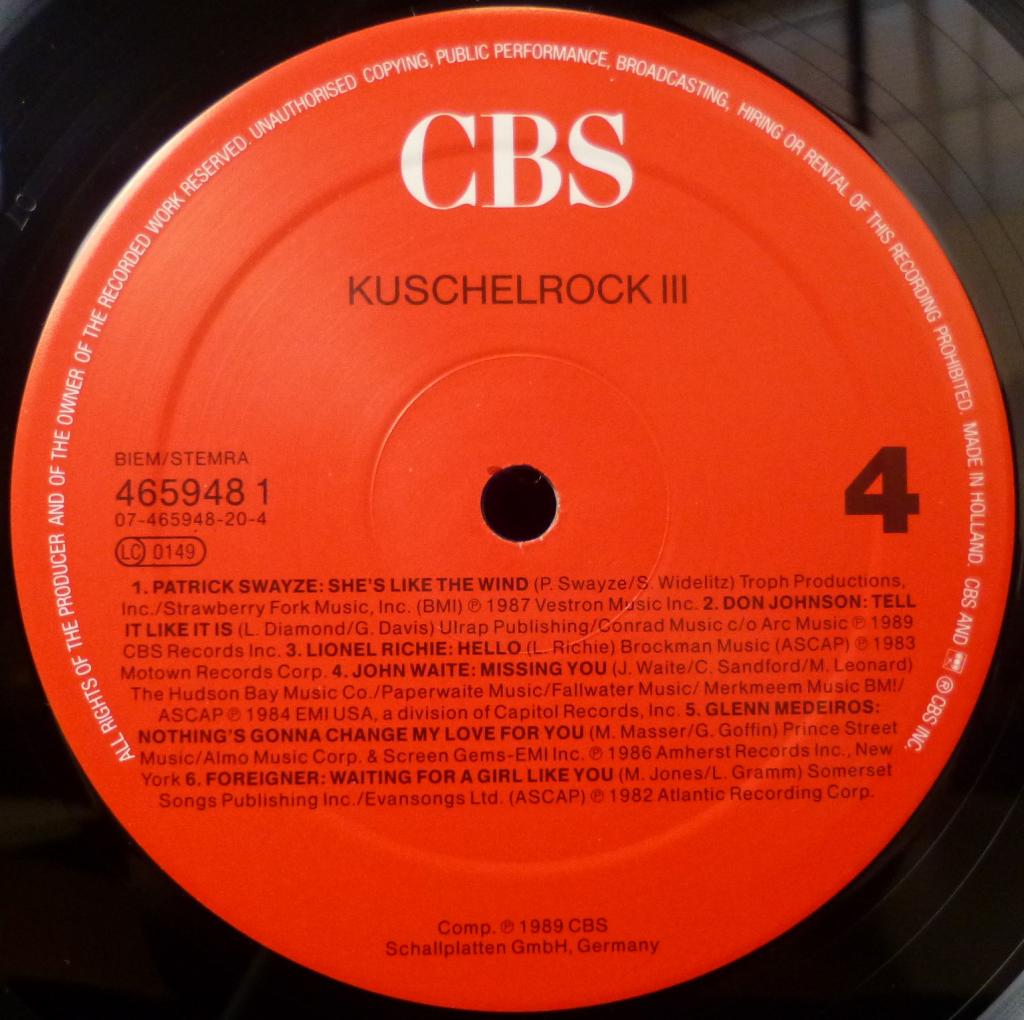 ALL RIGHTS OF THE PRODUCER AND OF THE OWNER OF THE RECORDED WORK RESERVED. UNAUTHORISED COPYING, PUBLIC PERFORMANCE, BROADCASTING, HIRING OR RENTAL OF THIS RECORDING PROHIBITED. MADE IN HOLLAND. CBS AND ® CBS INC.
CBS
KUSCHELROCK III
BIEM/STEMRA
465948 1
07-465948-20-4
LC 0149
4
1. PATRICK SWAYZE: SHE'S LIKE THE WIND (P. Swayze/S. Widelitz) Troph Productions,
Inc./Strawberry Fork Music, Inc. (BMI) ℗ 1987 Vestron Music Inc. 2. DON JOHNSON: TELL
IT LIKE IT IS (L. Diamond/G. Davis) Ulrap Publishing/Conrad Music c/o Arc Music ℗ 1989
CBS Records Inc. 3. LIONEL RICHIE: HELLO (L. Richie) Brockman Music (ASCAP) ℗ 1983
Motown Records Corp. 4. JOHN WAITE: MISSING YOU (J. Waite/C. Sandford/M. Leonard)
The Hudson Bay Music Co./Paperwaite Music/Fallwater Music/ Merkmeem Music BM!/
ASCAP ℗ 1984 EMI USA, a division of Capitol Records, Inc. 5. GLENN MEDEIROS:
NOTHING'S GONNA CHANGE MY LOVE FOR YOU (M. Masser/G. Goffin) Prince Street
Music/Almo Music Corp. & Screen Gems-EMI Inc. ℗ 1986 Amherst Records Inc., New
York 6. FOREIGNER: WAITING FOR A GIRL LIKE YOU (M. Jones/L. Gramm) Somerset
Songs Publishing Inc./Evansongs Ltd. (ASCAP) ℗ 1982 Atlantic Recording Corp.
Comp. ℗ 1989 CBS
Schallplatten GmbH, Germany